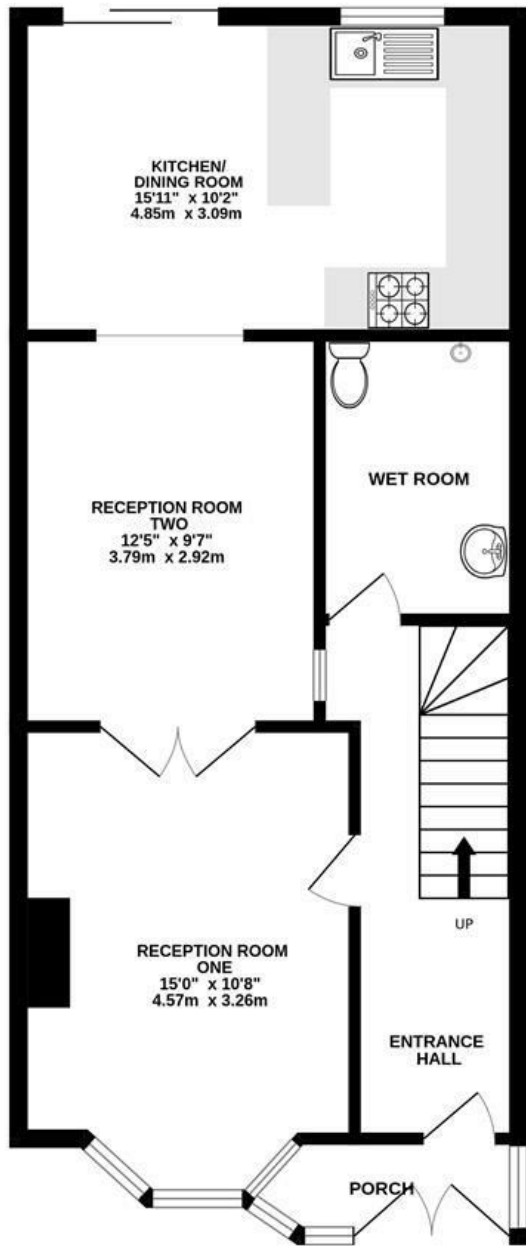 KITCHEN/
DINING ROOM
15'11" x 10'2"
4.85m x 3.09m
WET ROOM
RECEPTION ROOM
TWO
12'5" x 9'7"
3.79m x 2.92m
UP
RECEPTION ROOM
ONE
15'0" x 10'8"
4.57m x 3.26m
ENTRANCE
HALL
PORCH